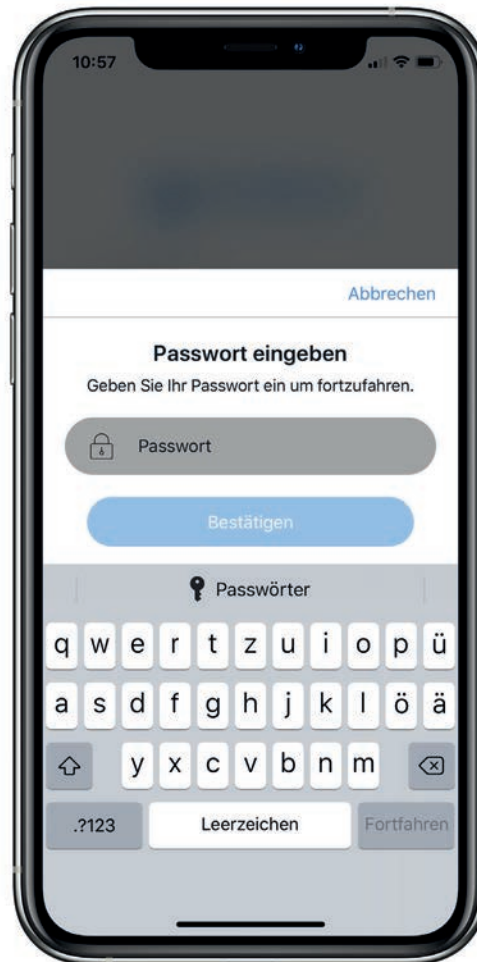 10:57
Abbrechen
Passwort eingeben
Geben Sie Ihr Passwort ein um fortzufahren.
Passwort
Bestätigen
Passwörter
q w e r t z u i o p ü
a s d f g h j k l ö ä
y x c v b n m
.?123 Leerzeichen Fortfahren